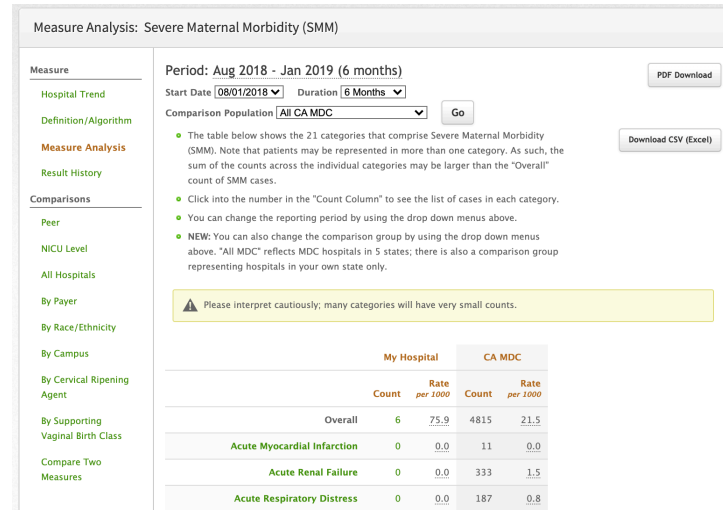 Measure Analysis: Severe Maternal Morbidity (SMM)
Measure
Hospital Trend
Definition/Algorithm
Measure Analysis
Result History
Comparisons
Peer
NICU Level
All Hospitals
By Payer
By Race/Ethnicity
By Campus
By Cervical Ripening
Agent
By Supporting
Vaginal Birth Class
Compare Two
Measures
Period: Aug 2018 - Jan 2019 (6 months)
PDF Download
Start Date 08/01/2018 Duration 6 Months
Comparison Population All CA MDC Go
Download CSV (Excel)
The table below shows the 21 categories that comprise Severe Maternal Morbidity
(SMM). Note that patients may be represented in more than one category. As such, the
sum of the counts across the individual categories may be larger than the “Overall”
count of SMM cases.
Click into the number in the "Count Column" to see the list of cases in each category.
You can change the reporting period by using the drop down menus above.
NEW: You can also change the comparison group by using the drop down menus
above. "All MDC" reflects MDC hospitals in 5 states; there is also a comparison group
representing hospitals in your own state only.
Please interpret cautiously; many categories will have very small counts.
My Hospital CA MDC
Count Rate per 1000 Count Rate per 1000
Overall 6 75.9 4815 21.5
Acute Myocardial Infarction 0 0.0 11 0.0
Acute Renal Failure 0 0.0 333 1.5
Acute Respiratory Distress 0 0.0 187 0.8